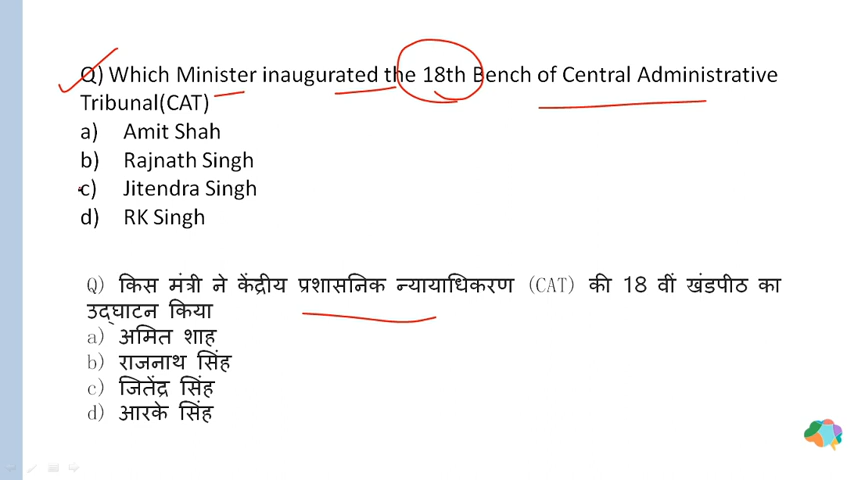 Q) Which Minister inaugurated the 18th Bench of Central Administrative
Tribunal(CAT)
a) Amit Shah
b) Rajnath Singh
c) Jitendra Singh
d) RK Singh
Q) किस मंत्री ने केंद्रीय प्रशासनिक न्यायाधिकरण (CAT) की 18 वीं खंडपीठ का
उद्घाटन किया
a) अमित शाह
b) राजनाथ सिंह
c) जितेंद्र सिंह
d) आरके सिंह